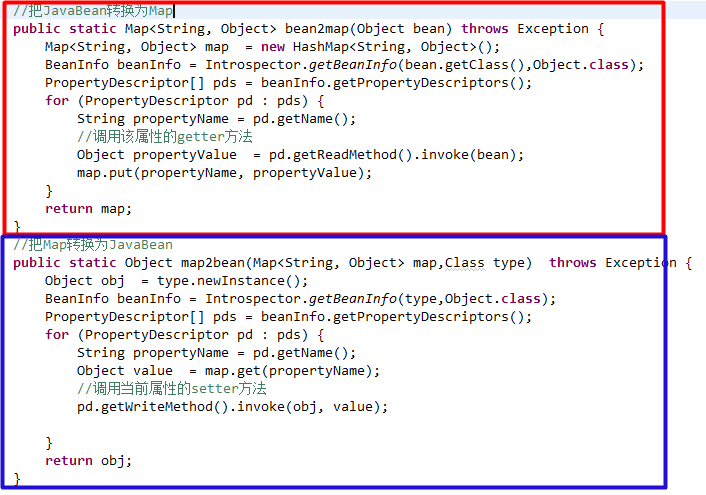 //把JavaBean转换为Map
public static Map<String, Object> bean2map(Object bean) throws Exception {
    Map<String, Object> map  = new HashMap<String, Object>();
    BeanInfo beanInfo = Introspector.getBeanInfo(bean.getClass(),Object.class);
    PropertyDescriptor[] pds = beanInfo.getPropertyDescriptors();
    for (PropertyDescriptor pd : pds) {
        String propertyName = pd.getName();
        //调用该属性的getter方法
        Object propertyValue  = pd.getReadMethod().invoke(bean);
        map.put(propertyName, propertyValue);
    }
    return map;
}
//把Map转换为JavaBean
public static Object map2bean(Map<String, Object> map,Class type)  throws Exception {
    Object obj  = type.newInstance();
    BeanInfo beanInfo = Introspector.getBeanInfo(type,Object.class);
    PropertyDescriptor[] pds = beanInfo.getPropertyDescriptors();
    for (PropertyDescriptor pd : pds) {
        String propertyName = pd.getName();
        Object value  = map.get(propertyName);
        //调用当前属性的setter方法
        pd.getWriteMethod().invoke(obj, value);
    }
    return obj;
}